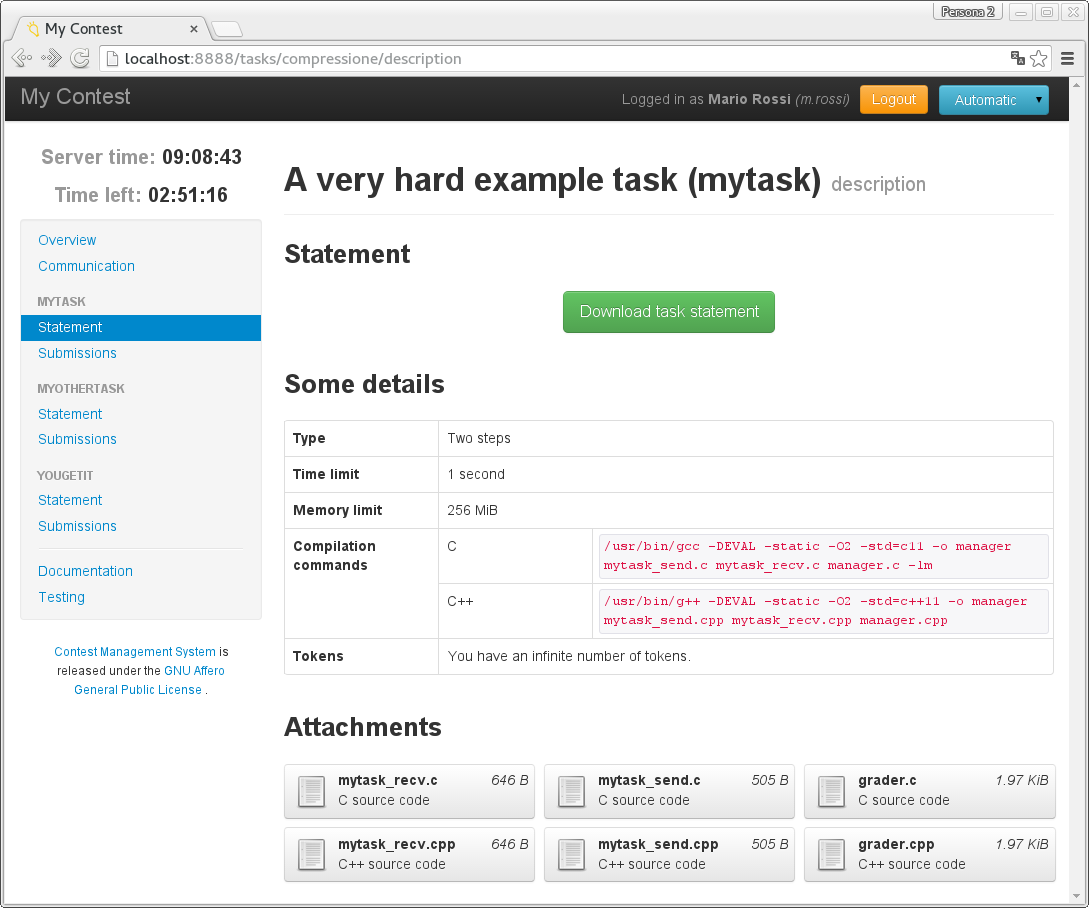 Persona 2
My Contest
localhost:8888/tasks/compressione/description
My Contest
Logged in as Mario Rossi (m.rossi)
Logout
Automatic
Server time: 09:08:43
Time left: 02:51:16
Overview
Communication
MYTASK
Statement
Submissions
MYOTHERTASK
Statement
Submissions
YOUGETIT
Statement
Submissions
Documentation
Testing
Contest Management System is
released under the GNU Affero
General Public License .
A very hard example task (mytask) description
Statement
Download task statement
Some details
Type
Two steps
Time limit
1 second
Memory limit
256 MiB
Compilation
commands
C
/usr/bin/gcc -DEVAL -static -O2 -std=c11 -o manager
mytask_send.c mytask_recv.c manager.c -lm
C++
/usr/bin/g++ -DEVAL -static -O2 -std=c++11 -o manager
mytask_send.cpp mytask_recv.cpp manager.cpp
Tokens
You have an infinite number of tokens.
Attachments
mytask_recv.c 646 B
C source code
mytask_send.c 505 B
C source code
grader.c 1.97 KiB
C source code
mytask_recv.cpp 646 B
C++ source code
mytask_send.cpp 505 B
C++ source code
grader.cpp 1.97 KiB
C++ source code